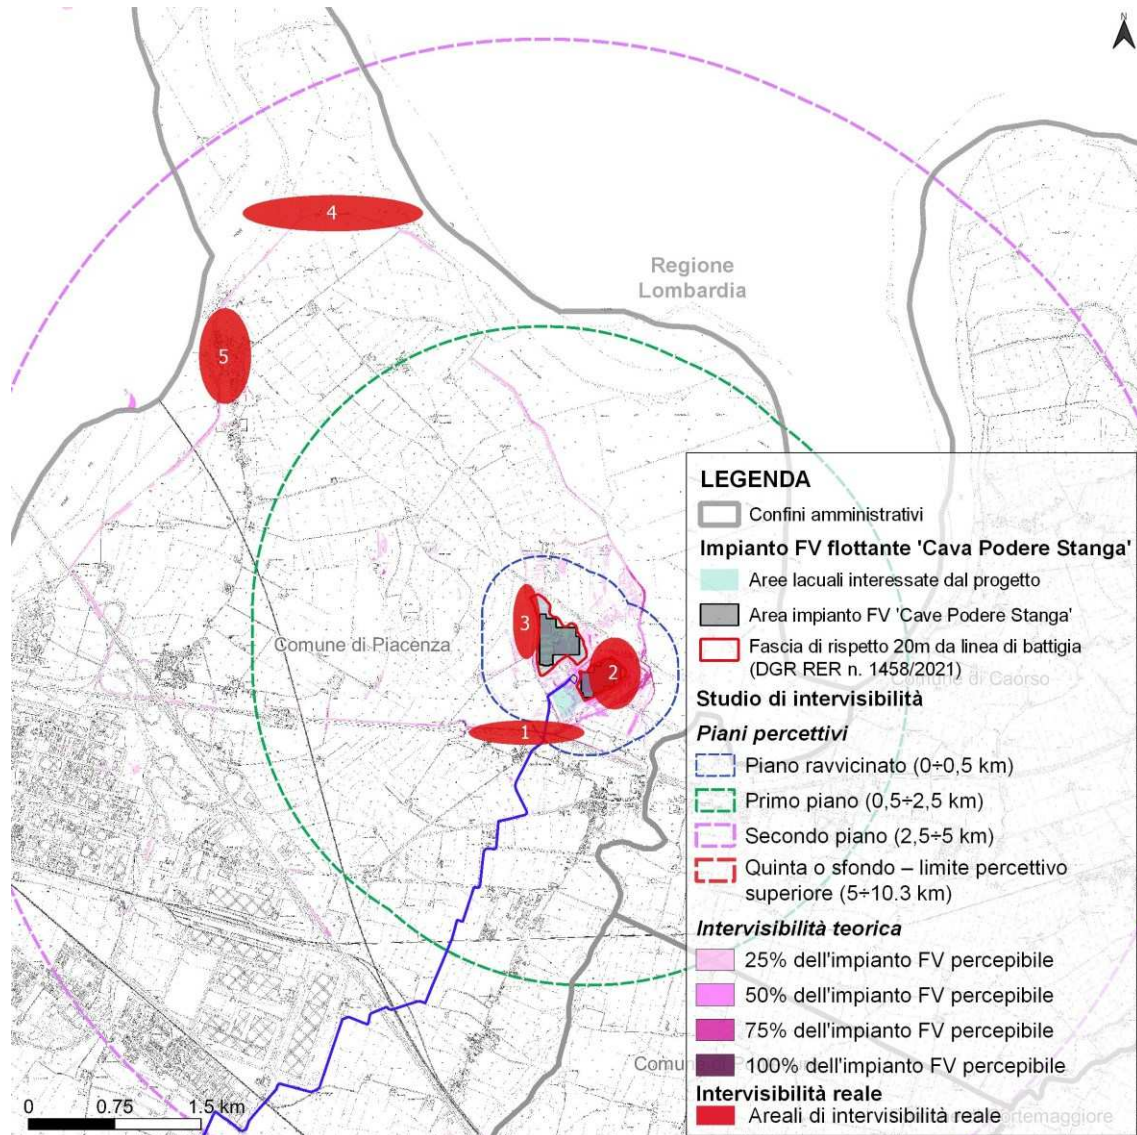 N
4
Regione
Lombardia
5
3
Comune di Piacenza
2
1
LEGENDA
Confini amministrativi
Impianto FV flottante 'Cava Podere Stanga'
Aree lacuali interessate dal progetto
Area impianto FV 'Cave Podere Stanga'
Fascia di rispetto 20m da linea di battigia
(DGR RER n. 1458/2021)
di Caorso
Studio di intervisibilità
Piani percettivi
Piano ravvicinato (0÷0,5 km)
Primo piano (0,5÷2,5 km)
Secondo piano (2,5÷5 km)
Quinta o sfondo – limite percettivo
superiore (5÷10.3 km)
Intervisibilità teorica
25% dell'impianto FV percepibile
50% dell'impianto FV percepibile
75% dell'impianto FV percepibile
100% dell'impianto FV percepibile
Intervisibilità reale
Areali di intervisibilità reale
0 0.75 1.5 km